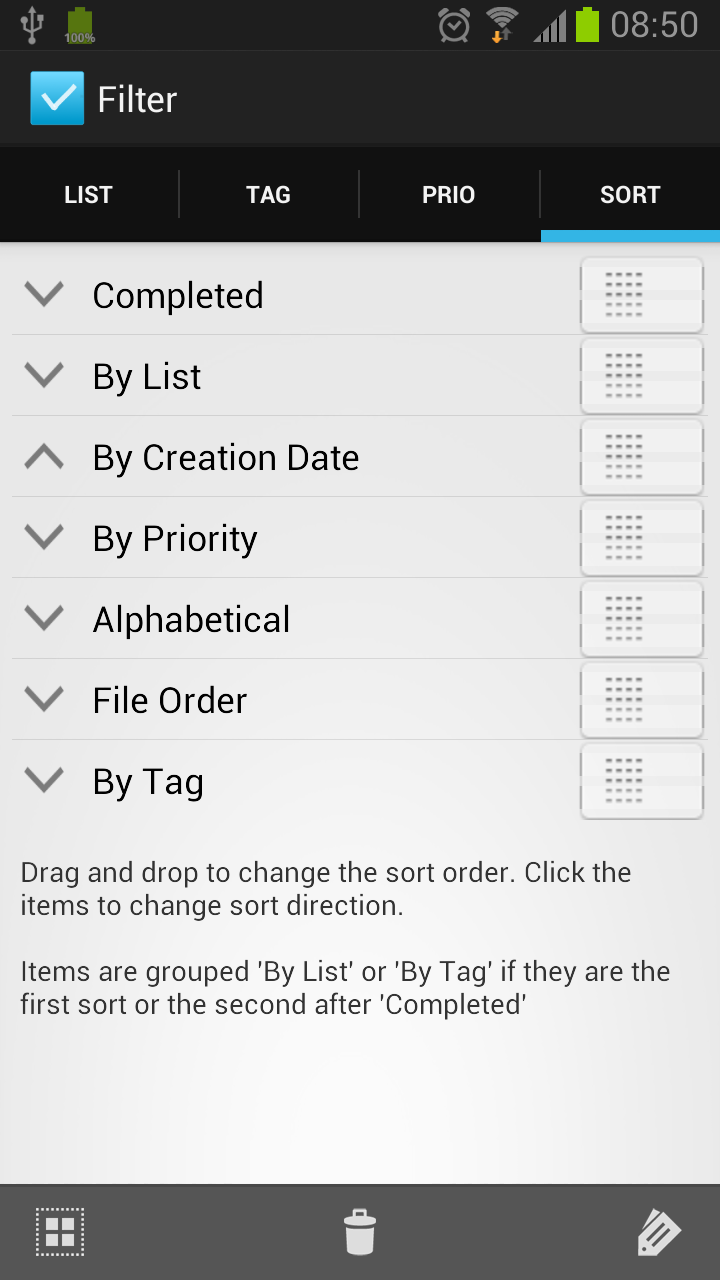 100%
08:50
Filter
LIST
TAG
PRIO
SORT
Completed
By List
By Creation Date
By Priority
Alphabetical
File Order
By Tag
Drag and drop to change the sort order. Click the
items to change sort direction.
Items are grouped 'By List' or 'By Tag' if they are the
first sort or the second after 'Completed'